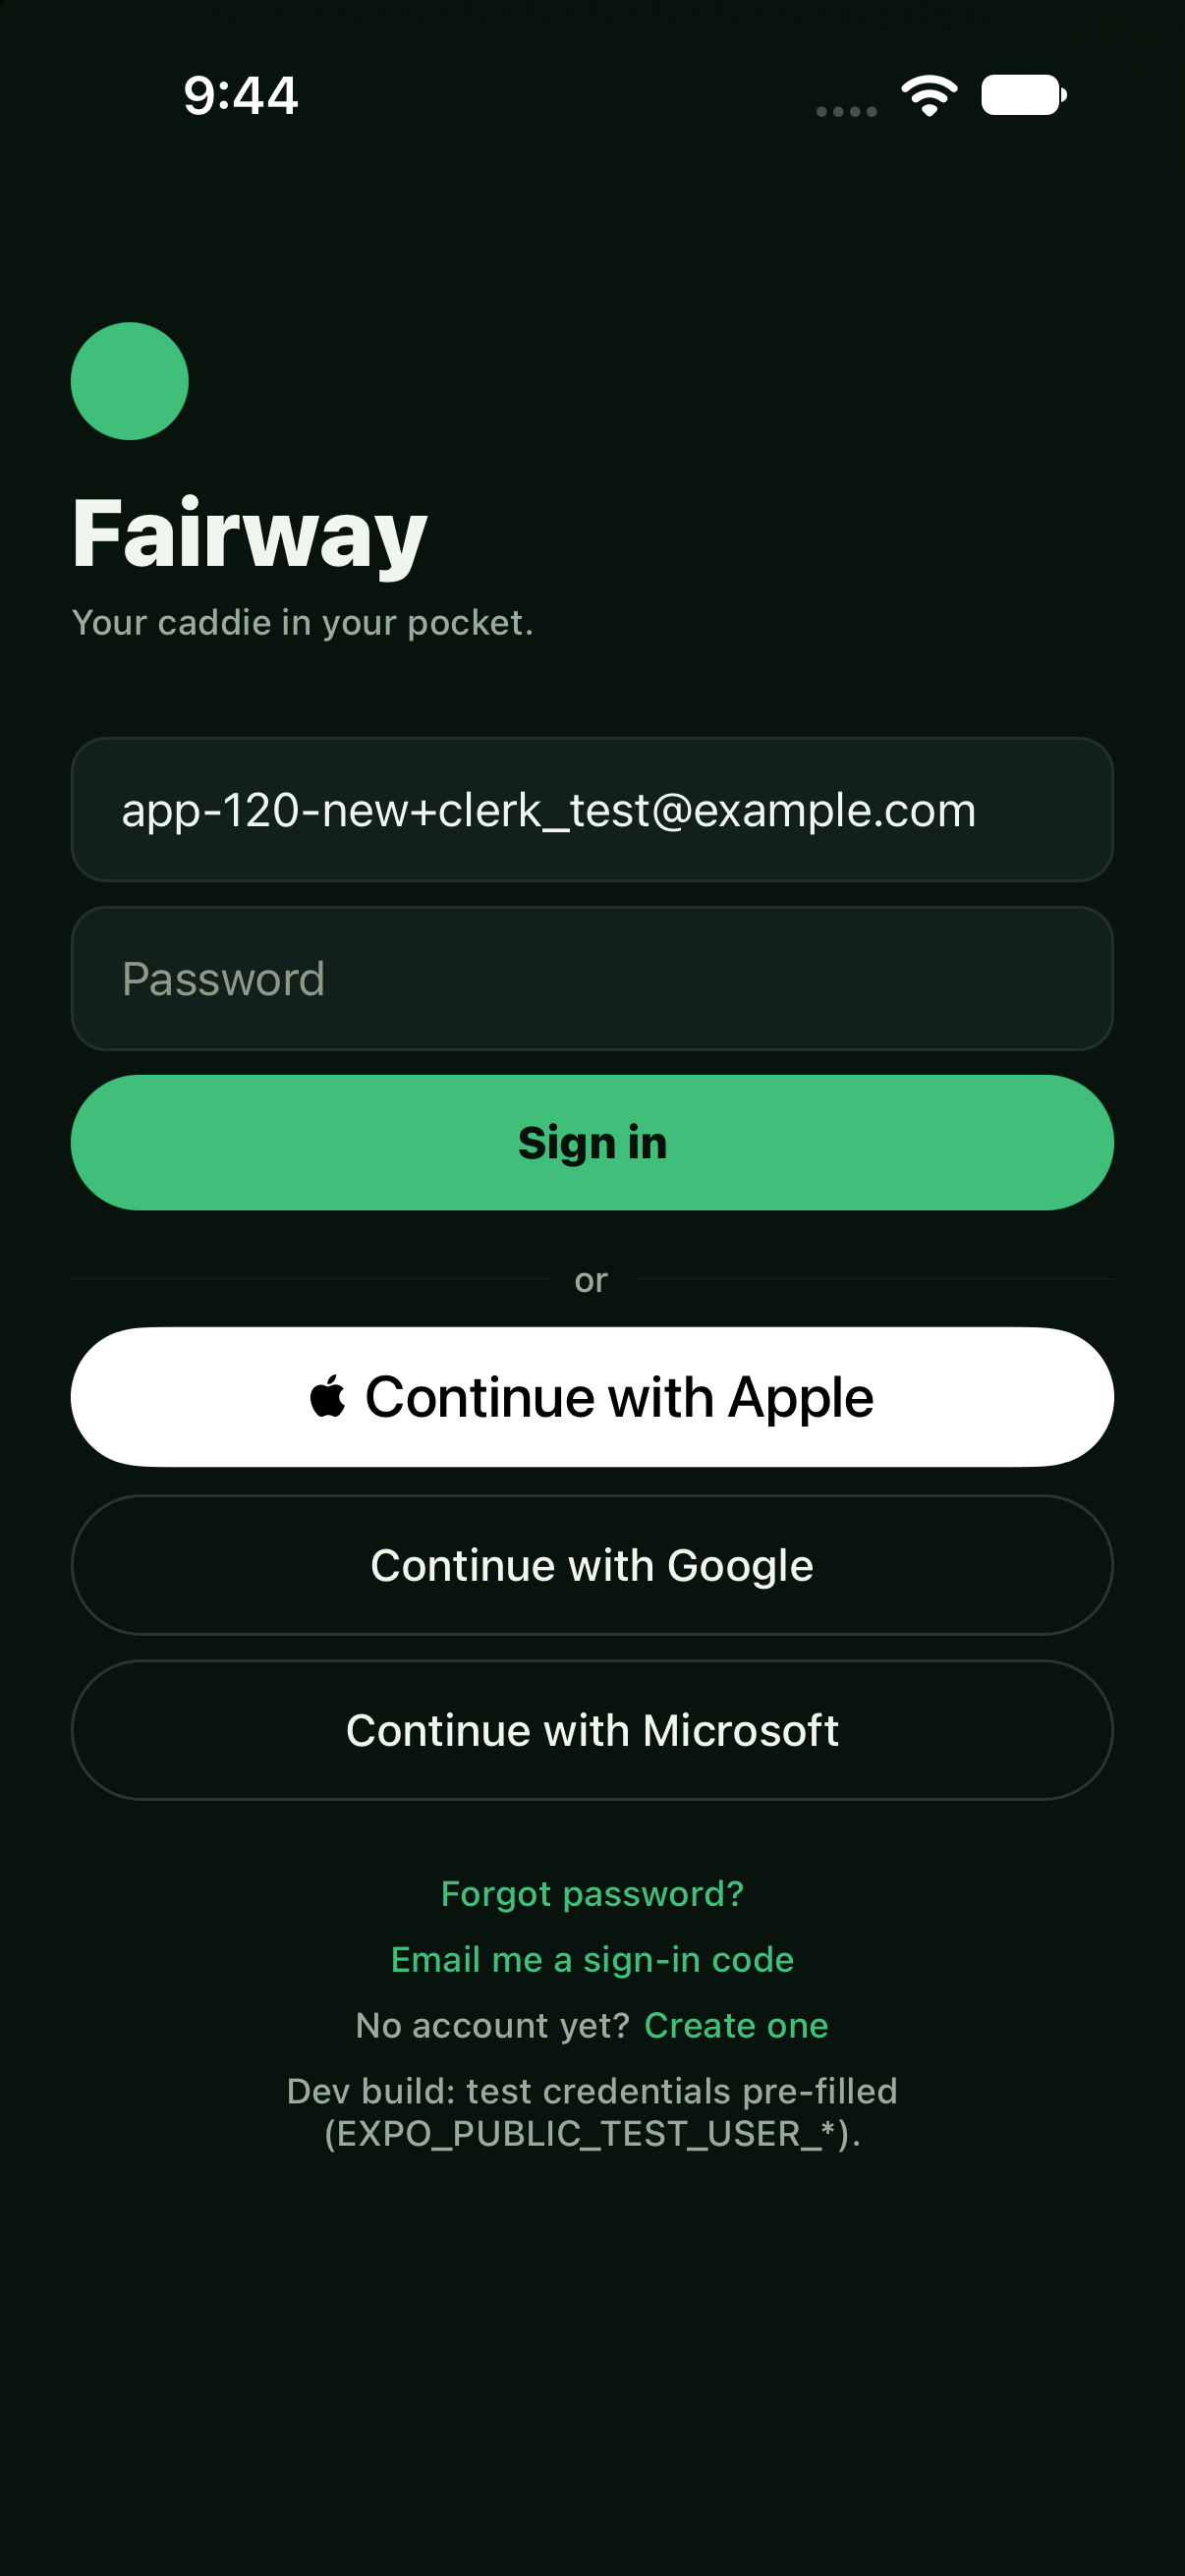 9:44
Fairway
Your caddie in your pocket.
app-120-new+clerk_test@example.com
Password
Sign in
or
Continue with Apple
Continue with Google
Continue with Microsoft
Forgot password?
Email me a sign-in code
No account yet? Create one
Dev build: test credentials pre-filled
(EXPO_PUBLIC_TEST_USER_*).